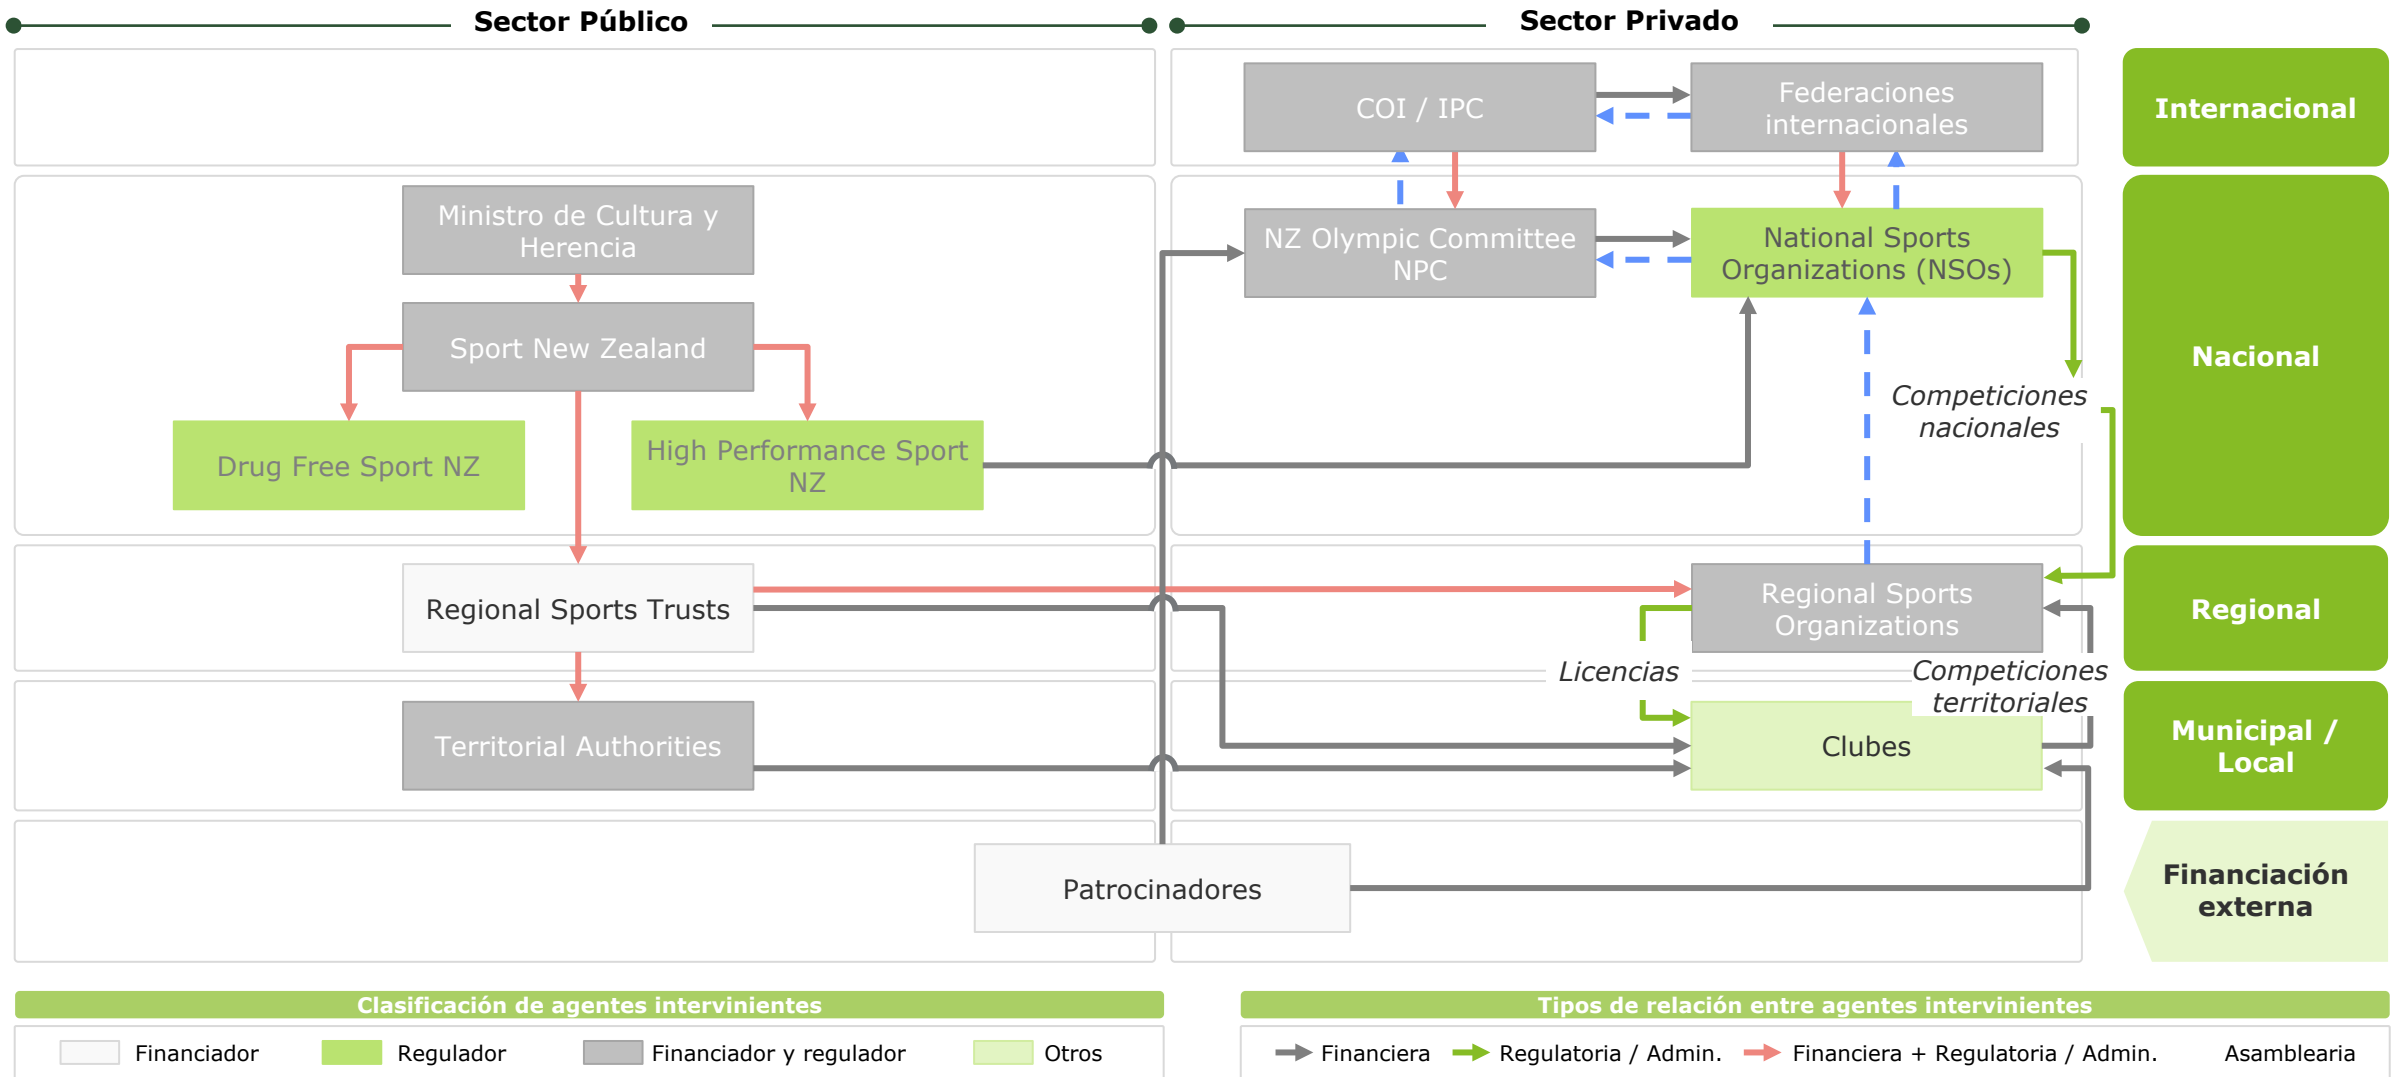 Sector Público
Sector Privado
COI / IPC
Federaciones
internacionales
Internacional
Ministro de Cultura y
Herencia
NZ Olympic Committee
NPC
National Sports
Organizations (NSOs)
Sport New Zealand
Nacional
Competiciones
nacionales
Drug Free Sport NZ
High Performance Sport
NZ
Regional Sports Trusts
Regional Sports
Organizations
Regional
Licencias
Competiciones
territoriales
Territorial Authorities
Clubes
Municipal /
Local
Patrocinadores
Financiación
externa
Clasificación de agentes intervinientes
Financiador
Regulador
Financiador y regulador
Otros
Tipos de relación entre agentes intervinientes
Financiera
Regulatoria / Admin.
Financiera + Regulatoria / Admin.
Asamblearia